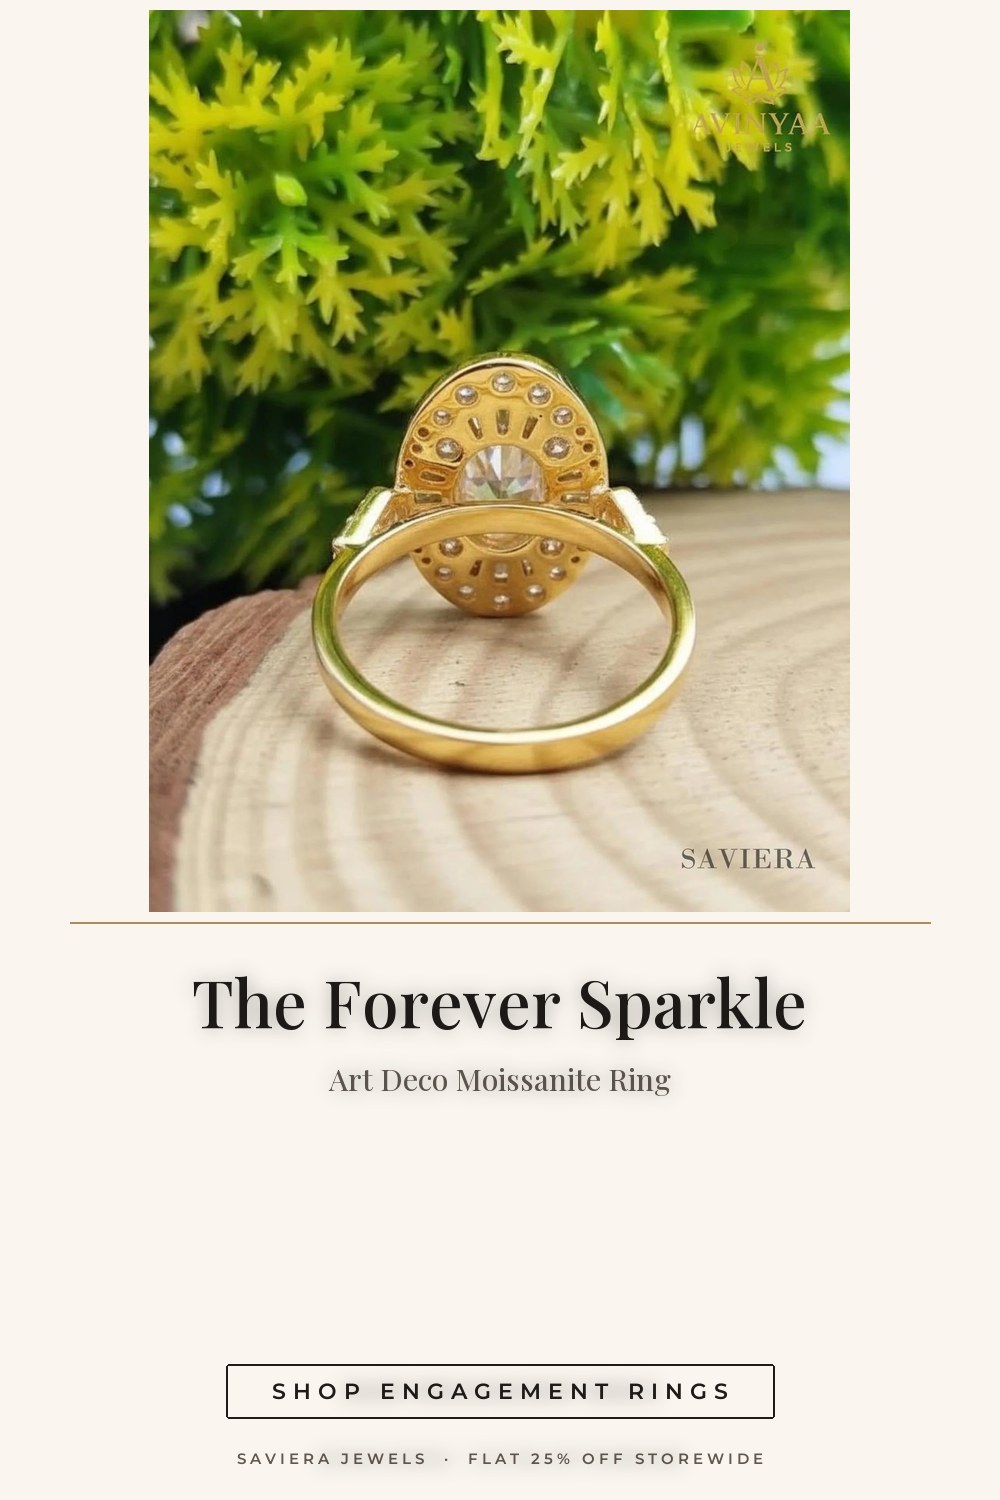 A
AVINYAA
JEWELS
SAVIERA
The Forever Sparkle
Art Deco Moissanite Ring
SHOP ENGAGEMENT RINGS
SAVIERA JEWELS · FLAT 25% OFF STOREWIDE